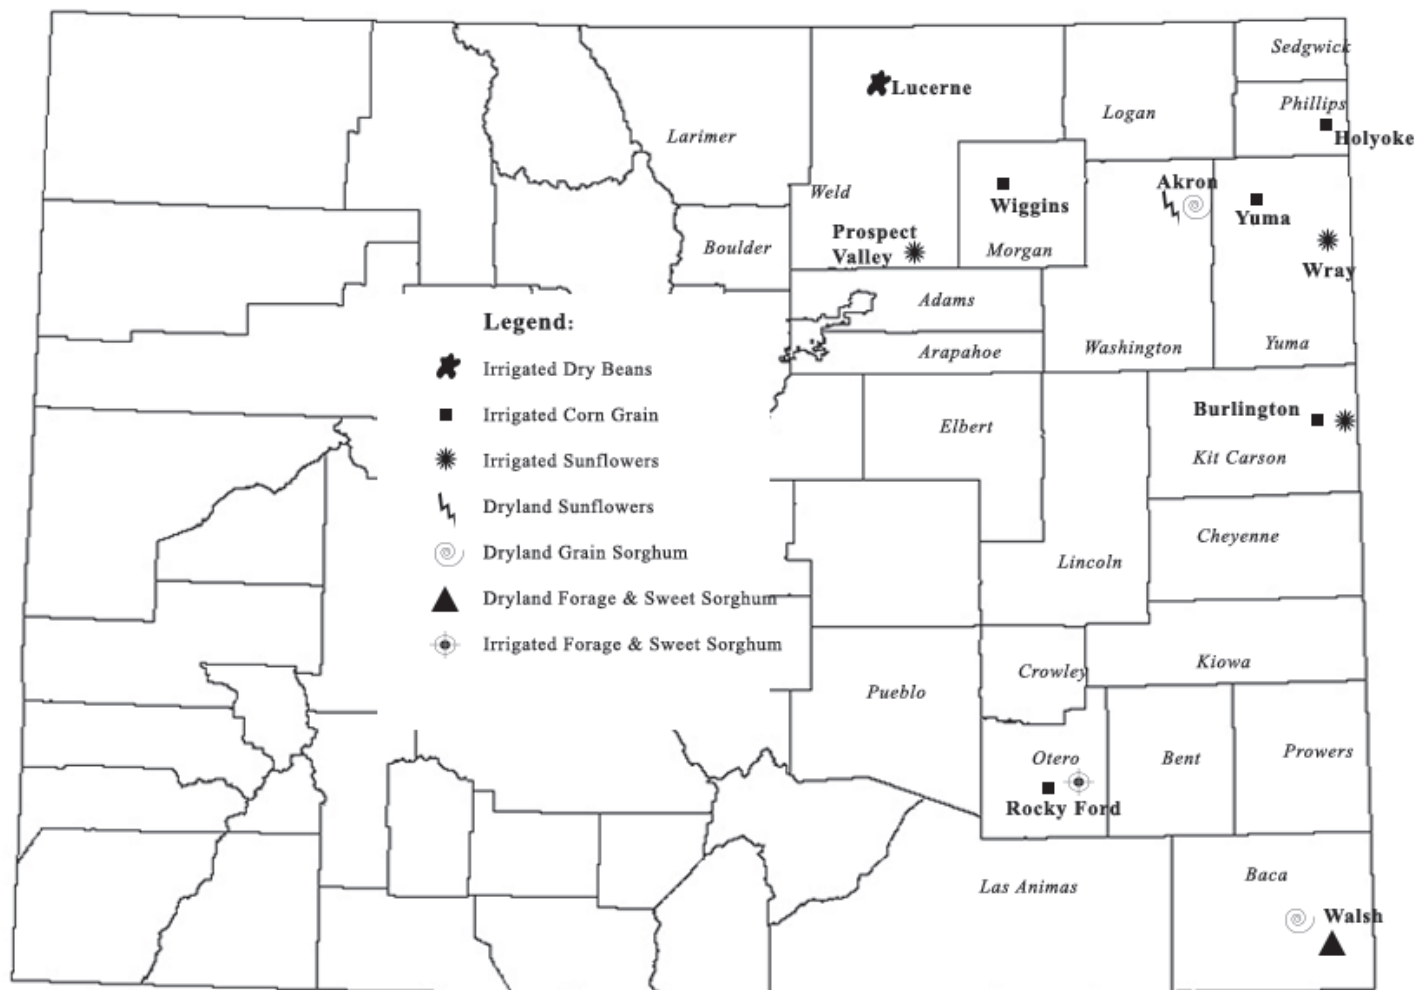 Sedgwick
Lucerne
Phillips
Logan
Larimer
Holyoke
Akron
Weld
Wiggins
Yuma
Prospect
Valley
Boulder
Morgan
Wray
Adams
Legend:
Washington
Yuma
Arapahoe
Irrigated Dry Beans
Burlington
Irrigated Corn Grain
Elbert
Kit Carson
Irrigated Sunflowers
Dryland Sunflowers
Cheyenne
Dryland Grain Sorghum
Lincoln
Dryland Forage & Sweet Sorghum
Irrigated Forage & Sweet Sorghum
Kiowa
Crowley
Pueblo
Prowers
Otero
Bent
Rocky Ford
Baca
Las Animas
Walsh